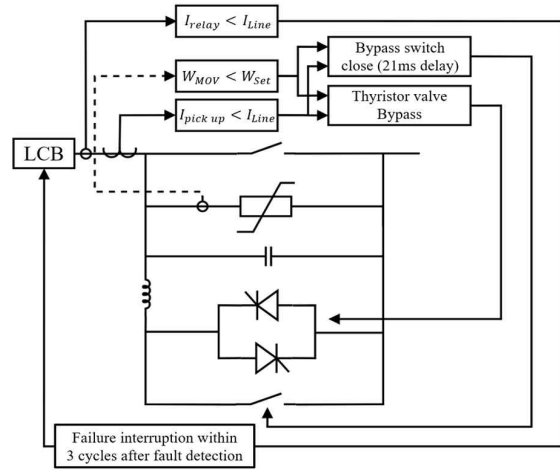 I_relay < I_Line
W_MOV < W_Set
I_pick up < I_Line
Bypass switch
close (21ms delay)
Thyristor valve
Bypass
LCB
Failure interruption within
3 cycles after fault detection